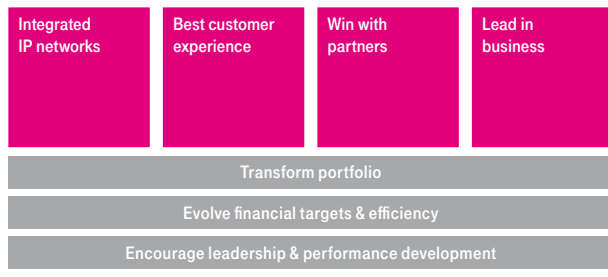 Integrated
IP networks
Best customer
experience
Win with
partners
Lead in
business
Transform portfolio
Evolve financial targets & efficiency
Encourage leadership & performance development